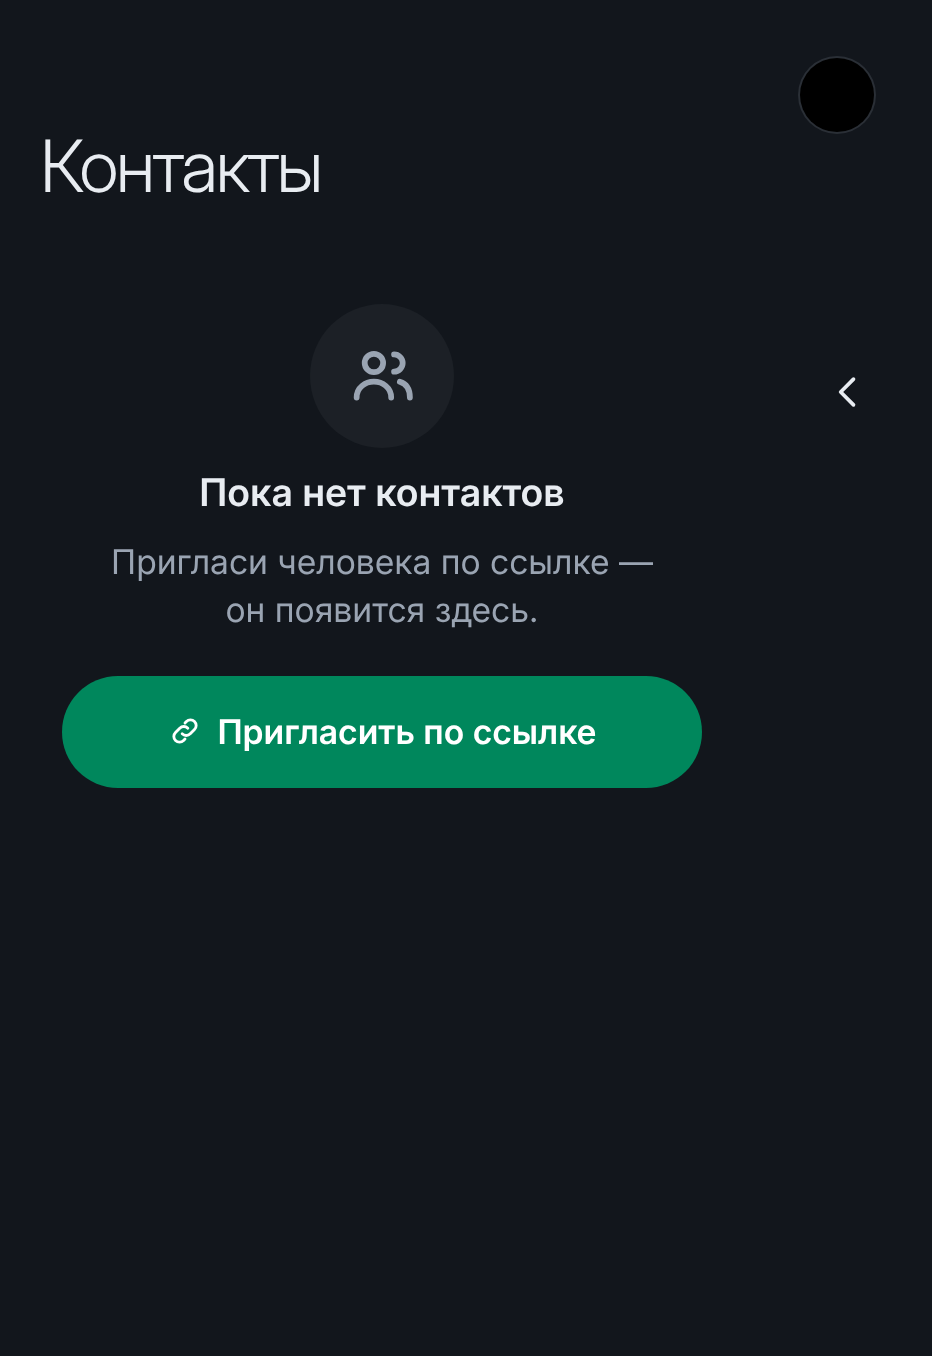 Контакты
Пока нет контактов
Пригласи человека по ссылке —
он появится здесь.
Пригласить по ссылке